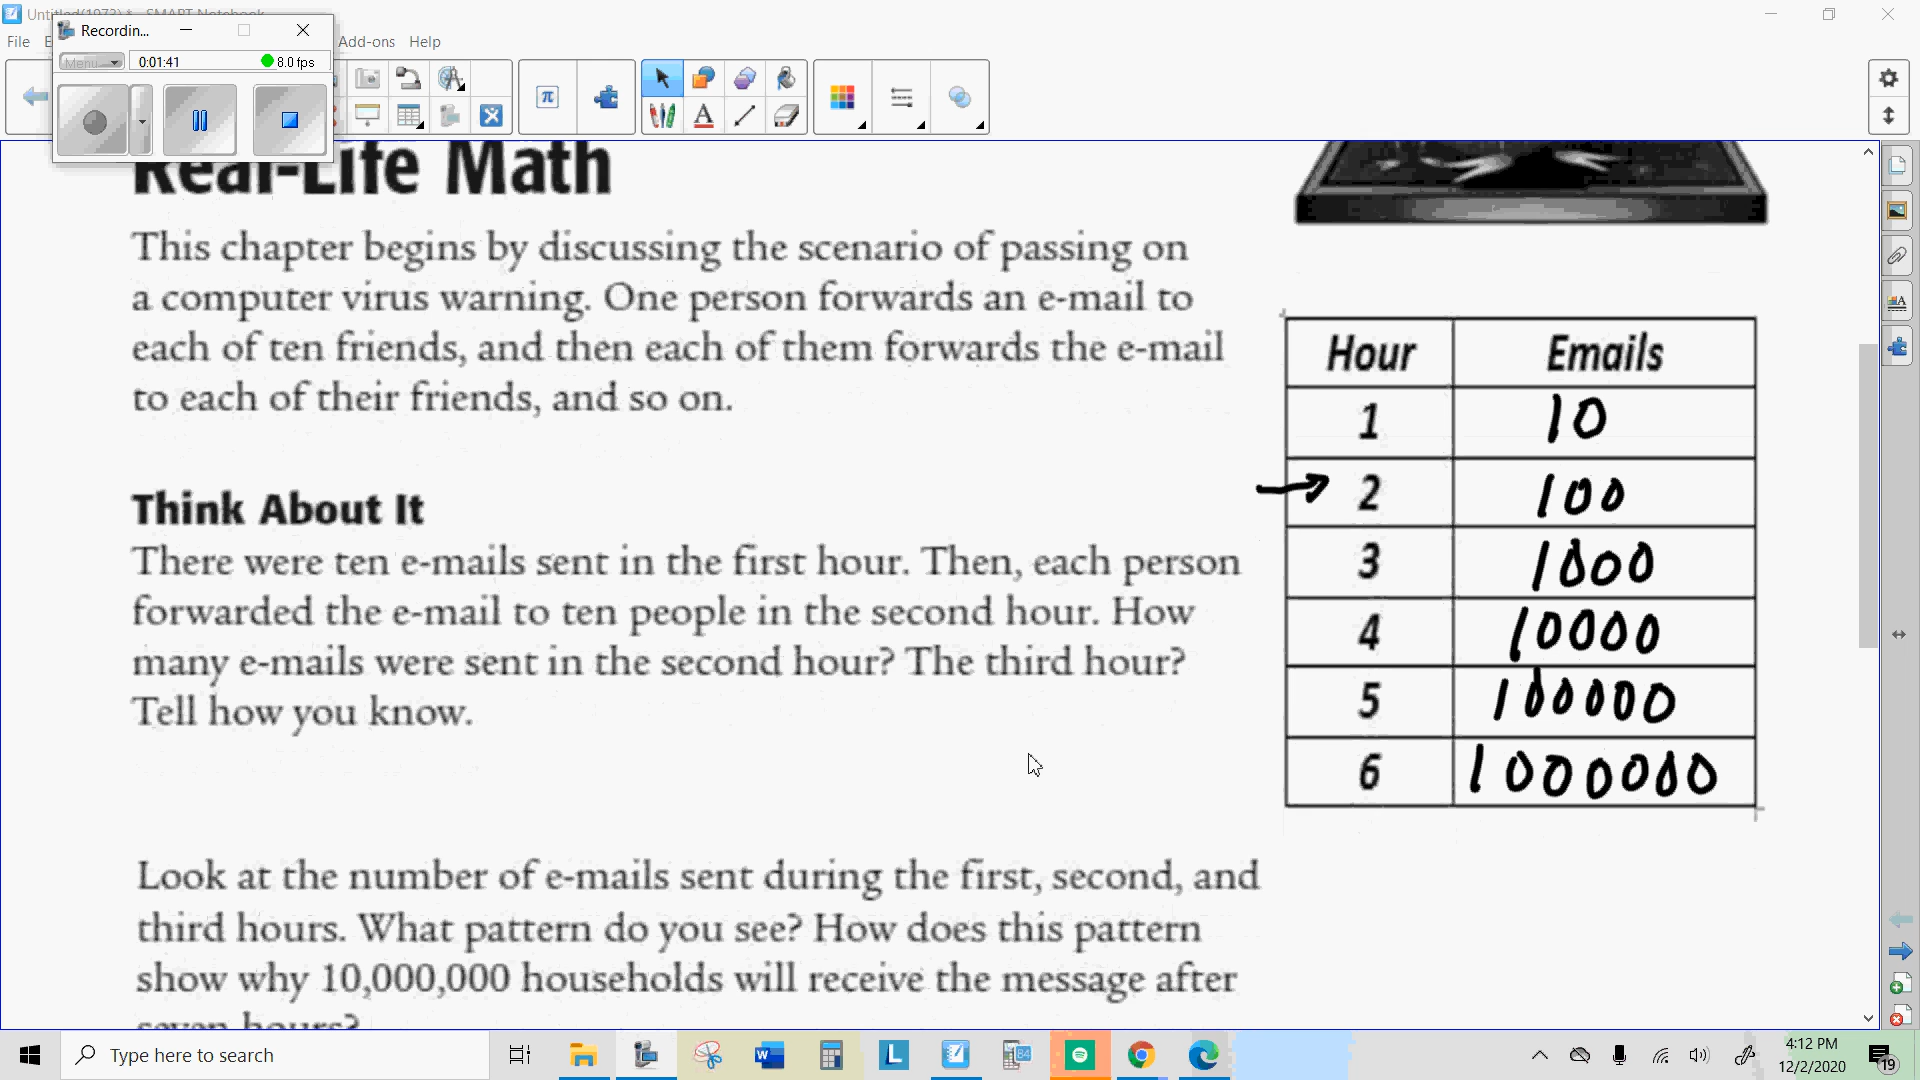 Untitled(1973) * - SMART Notebook
Recordin...
File
Add-ons
Help
Menu
0:01:41
8.0 fps
π
A
Real-Life Math
This chapter begins by discussing the scenario of passing on
a computer virus warning. One person forwards an e-mail to
each of ten friends, and then each of them forwards the e-mail
to each of their friends, and so on.
Think About It
There were ten e-mails sent in the first hour. Then, each person
forwarded the e-mail to ten people in the second hour. How
many e-mails were sent in the second hour? The third hour?
Tell how you know.
Hour Emails
1 10
2 100
3 1000
4 10000
5 100000
6 1000000
Look at the number of e-mails sent during the first, second, and
third hours. What pattern do you see? How does this pattern
show why 10,000,000 households will receive the message after
seven hours?
Type here to search
4:12 PM
12/2/2020
19